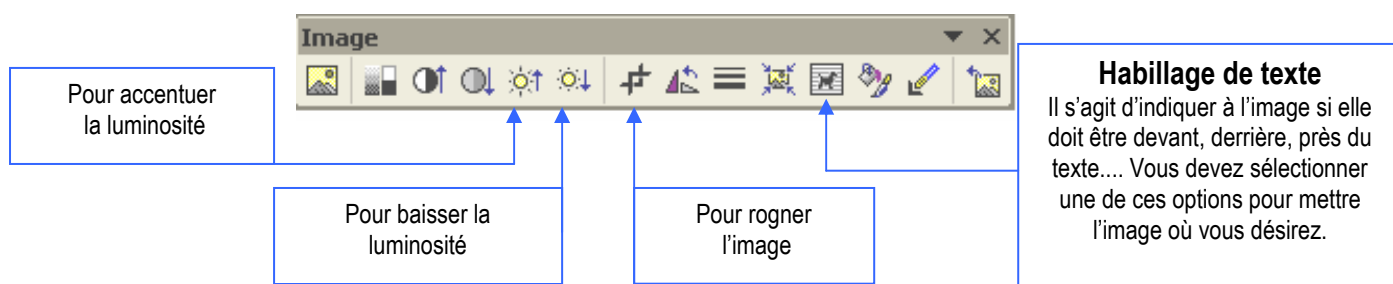 Image
Pour accentuer
la luminosité
Habillage de texte
Il s’agit d’indiquer à l’image si elle
doit être devant, derrière, près du
texte.... Vous devez sélectionner
une de ces options pour mettre
l’image où vous désirez.
Pour baisser la
luminosité
Pour rogner
l’image